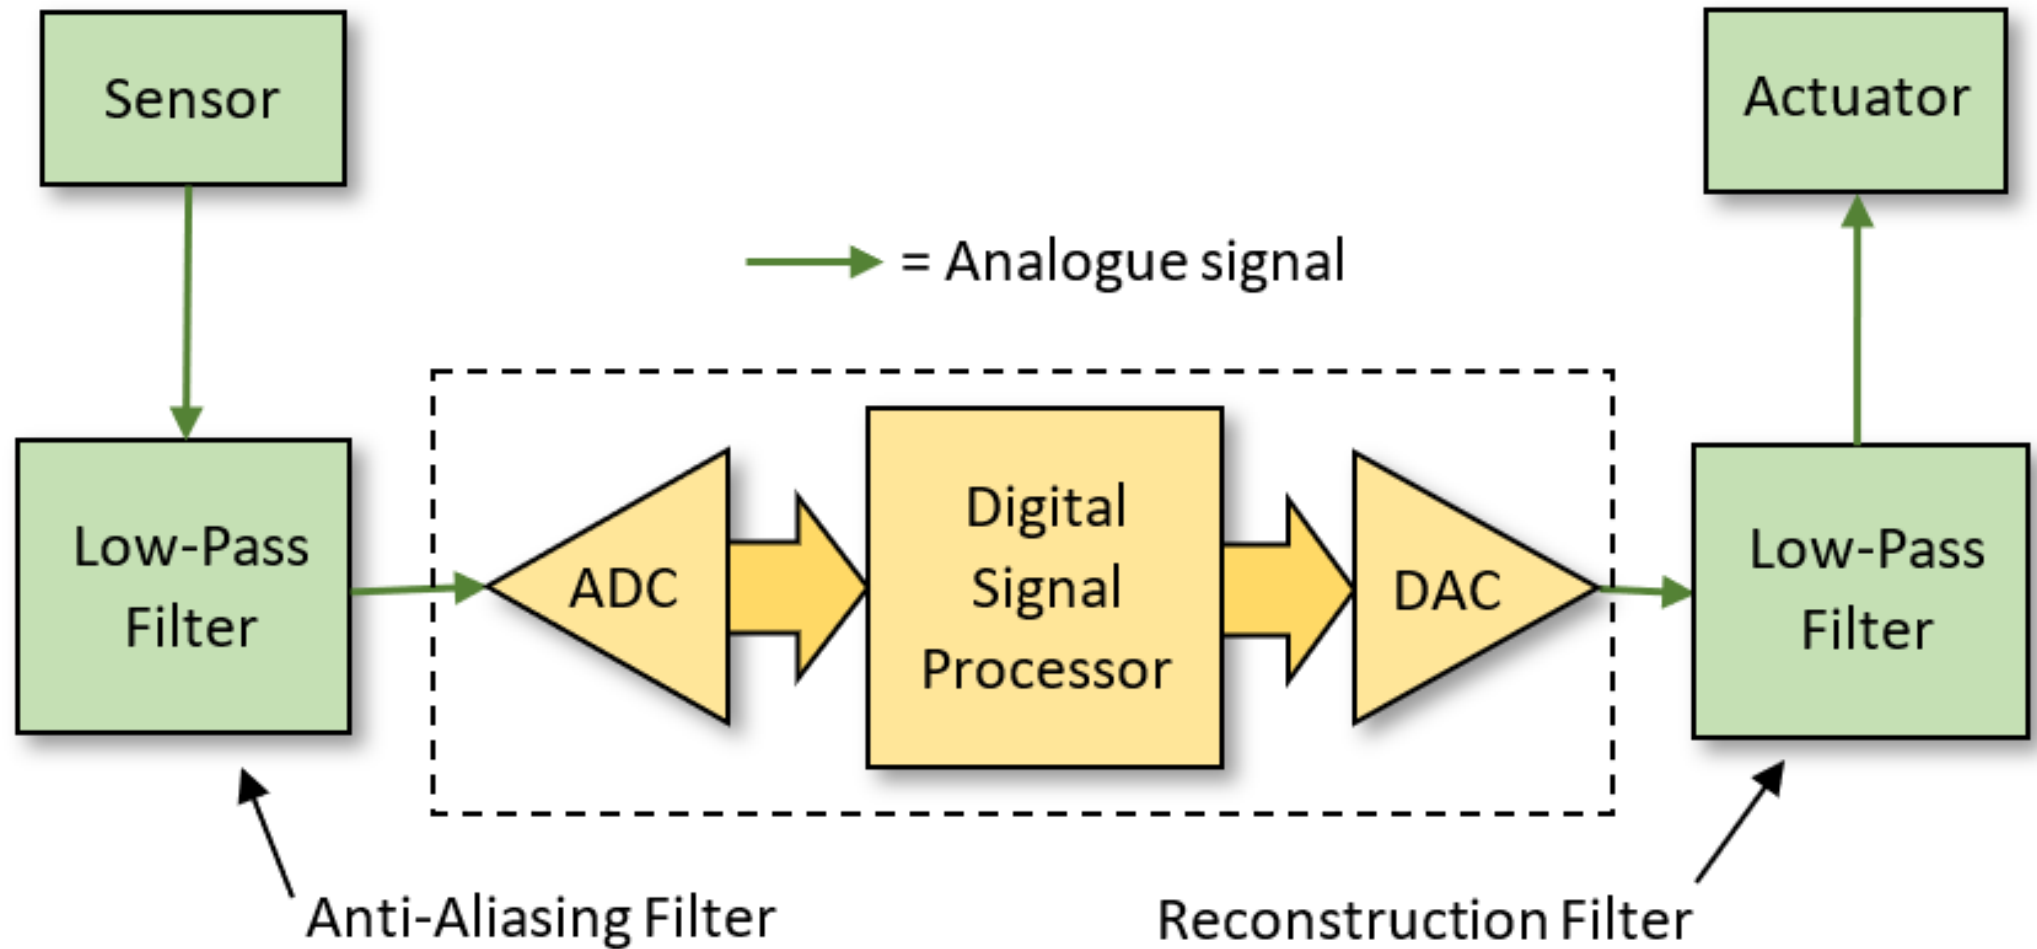 Sensor
Actuator
= Analogue signal
Low-Pass
Filter
ADC
Digital
Signal
Processor
DAC
Low-Pass
Filter
Anti-Aliasing Filter
Reconstruction Filter